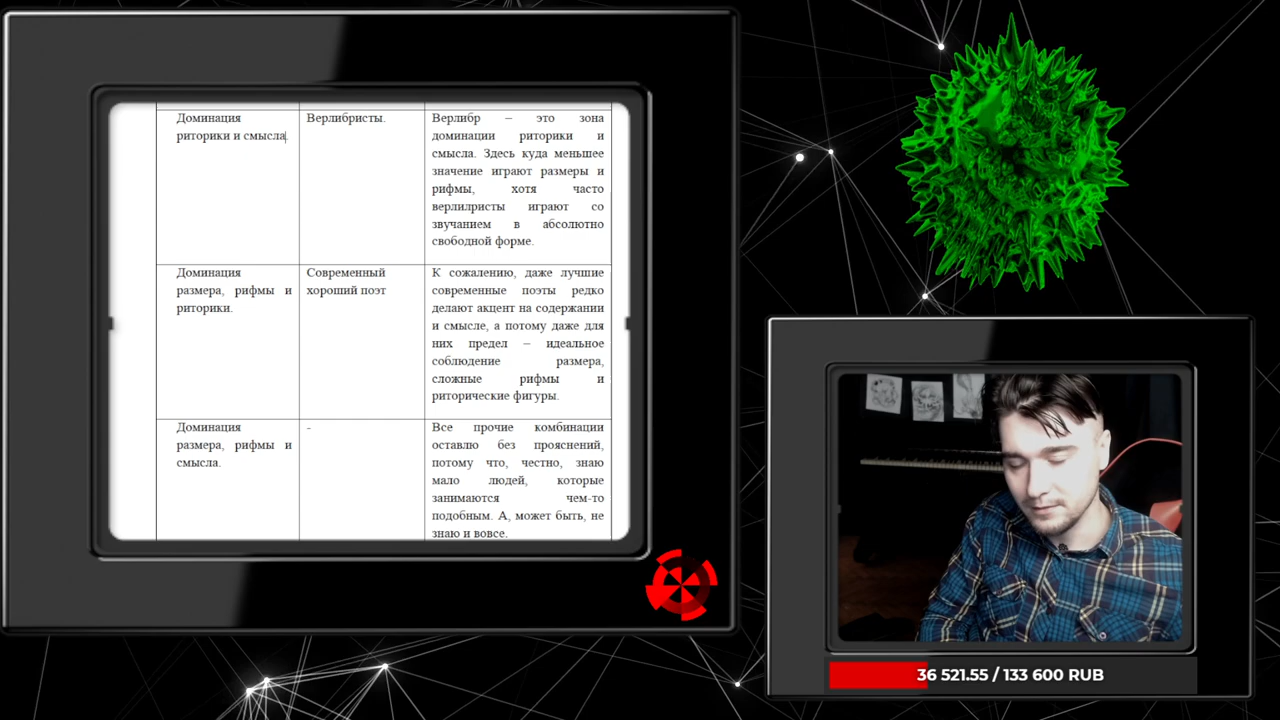 Доминация
риторики и смысла.
Верлибристы.
Верлибр – это зона
доминации риторики и
смысла. Здесь куда меньшее
значение играют размеры и
рифмы, хотя часто
верлилристы играют со
звучанием в абсолютно
свободной форме.
Доминация
размера, рифмы и
риторики.
Современный
хороший поэт
К сожалению, даже лучшие
современные поэты редко
делают акцент на содержании
и смысле, а потому даже для
них предел – идеальное
соблюдение размера,
сложные рифмы и
риторические фигуры.
Доминация
размера, рифмы и
смысла.
-
Все прочие комбинации
оставлю без прояснений,
потому что, честно, знаю
мало людей, которые
занимаются чем-то
подобным. А, может быть, не
знаю и вовсе.
36 521.55 / 133 600 RUB